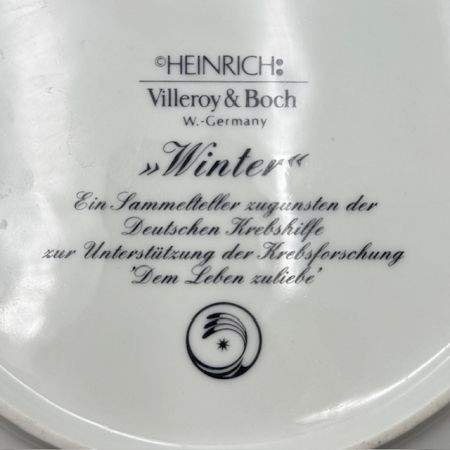 ©HEINRICH:
Villeroy & Boch
W.-Germany
»Winter«
Ein Sammelteller zugunsten der
Deutschen Krebshilfe
zur Unterstützung der Krebsforschung
'Dem Leben zuliebe'